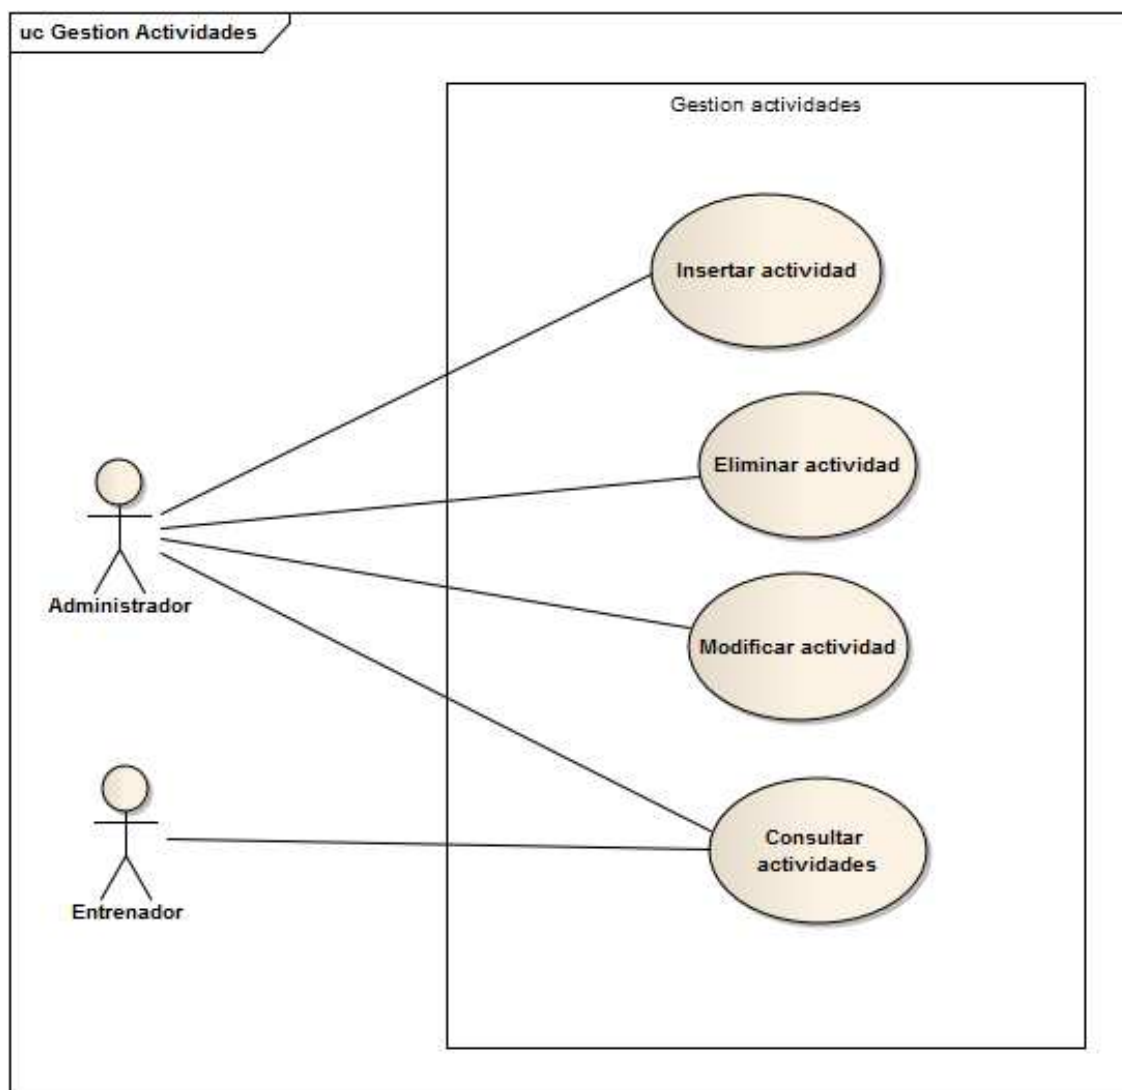 uc Gestion Actividades
Gestion actividades
Insertar actividad
Eliminar actividad
Administrador
Modificar actividad
Consultar
actividades
Entrenador